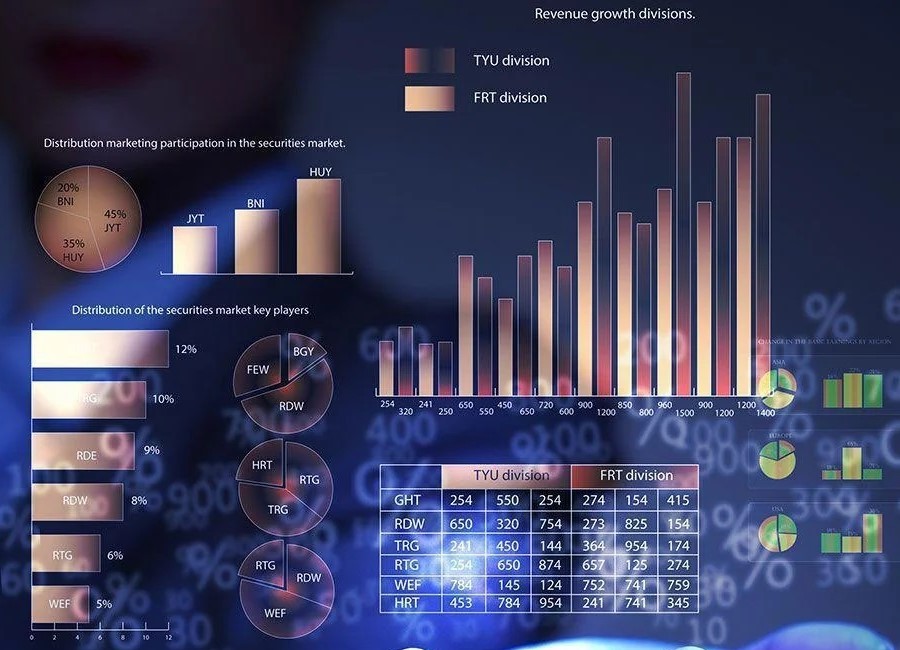 Revenue growth divisions.
TYU division
FRT division
Distribution marketing participation in the securities market.
20%
BNI
45%
JYT
35%
HUY
JYT
BNI
HUY
254 320 241 250 650 550 450 650 720 600 900 1200 850 800 960 1500 900 1200 1200 1400
Distribution of the securities market key players
12%
10%
RDE 9%
RDW 8%
RTG 6%
WEF 5%
0 2 4 6 8 10 12
BGY
FEW
RDW
HRT
RTG
TRG
RTG
RDW
WEF
TYU division FRT division
GHT 254 550 254 274 154 415
RDW 650 320 754 273 825 154
TRG 241 450 144 364 954 174
RTG 254 650 874 657 125 274
WEF 784 145 124 752 741 759
HRT 453 784 954 241 741 345
CHANGE IN THE BASIC EARNINGS BY REGION
ASIA
EUROPE
USA
600
200
400
900
10